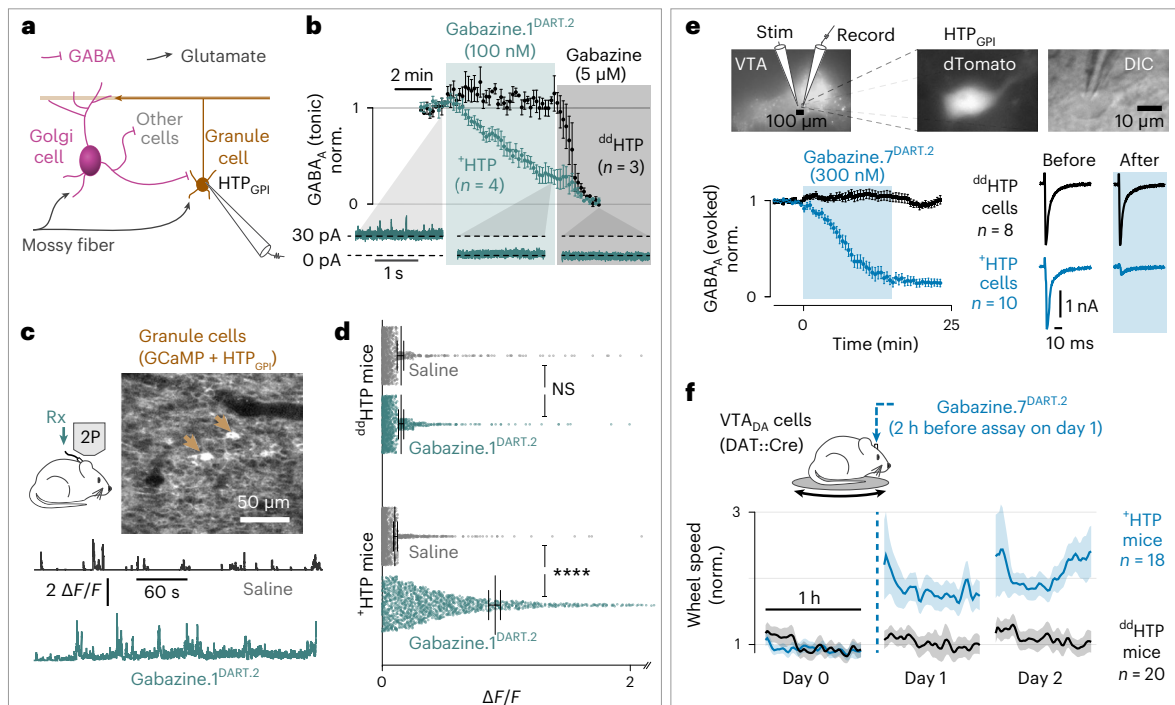 a
GABA
Glutamate
Golgi
cell
Other
cells
Granule
cell
HTPGPI
Mossy fiber
b
Gabazine.1DART.2
(100 nM)
Gabazine
(5 µM)
2 min
GABAA (tonic)
norm.
1
0
+HTP
(n = 4)
ddHTP
(n = 3)
30 pA
0 pA
1 s
c
Granule cells
(GCaMP + HTPGPI)
Rx
2P
50 µm
2 ΔF/F
60 s
Saline
Gabazine.1DART.2
d
ddHTP mice
Saline
NS
Gabazine.1DART.2
+HTP mice
Saline
****
Gabazine.1DART.2
0
2
ΔF/F
e
Stim
Record
VTA
100 µm
HTPGPI
dTomato
DIC
10 µm
Gabazine.7DART.2
(300 nM)
GABAA (evoked)
norm.
1
0
0
25
Time (min)
ddHTP
cells
n = 8
+HTP
cells
n = 10
Before
After
1 nA
10 ms
f
VTADA cells
(DAT::Cre)
Gabazine.7DART.2
(2 h before assay on day 1)
Wheel speed
(norm.)
3
1
1 h
Day 0
Day 1
Day 2
+HTP
mice
n = 18
ddHTP
mice
n = 20